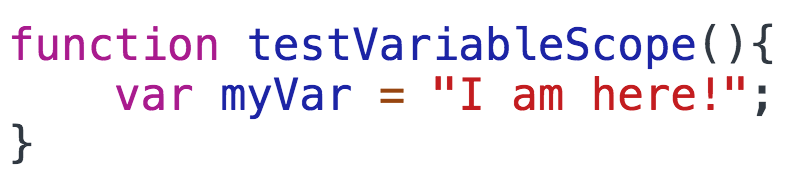 function testVariableScope(){
    var myVar = "I am here!";
}